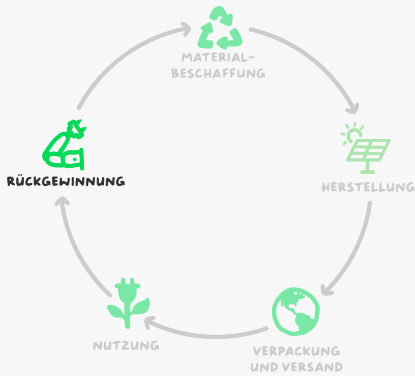 MATERIAL-
BESCHAFFUNG
HERSTELLUNG
VERPACKUNG
UND VERSAND
NUTZUNG
RÜCKGEWINNUNG